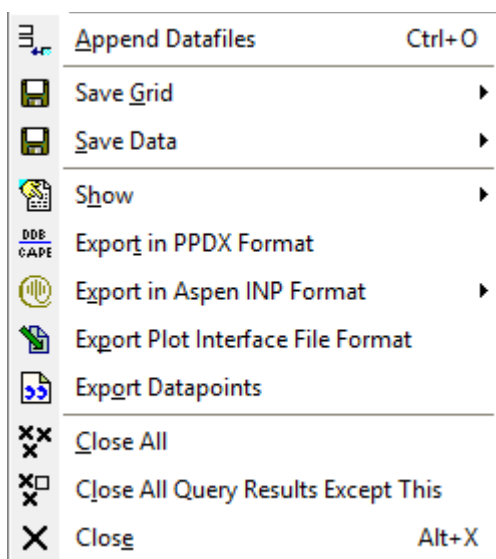 Append Datafiles Ctrl+O
Save Grid
Save Data
Show
DDB
CAPE
Export in PPDX Format
Export in Aspen INP Format
Export Plot Interface File Format
Export Datapoints
Close All
Close All Query Results Except This
Close Alt+X